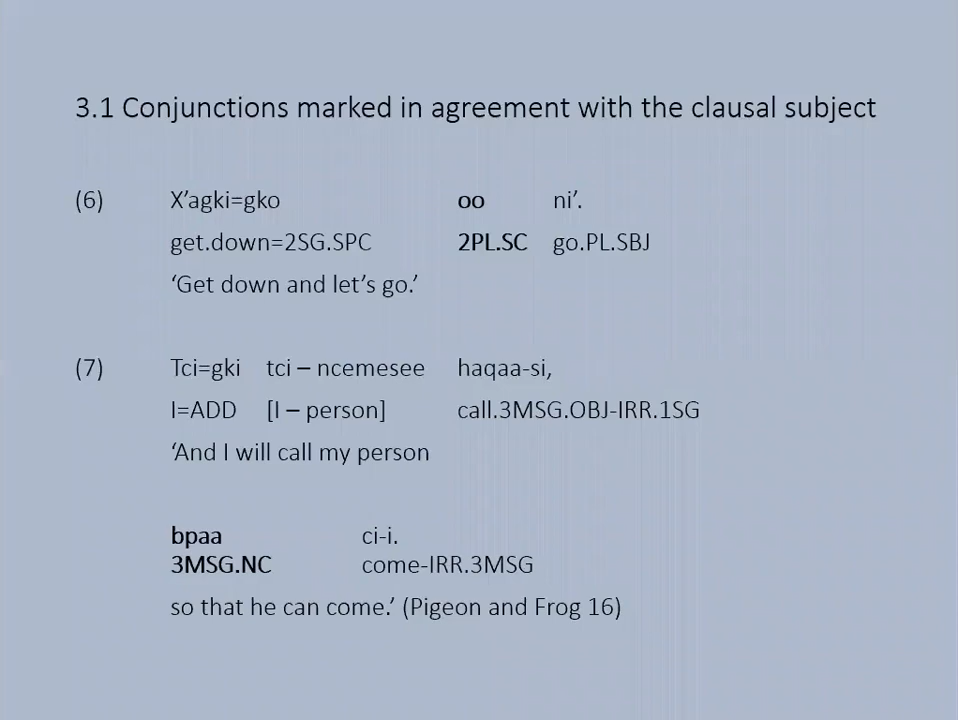 3.1 Conjunctions marked in agreement with the clausal subject
(6) X’agki=gko oo ni’.
get.down=2SG.SPC 2PL.SC go.PL.SBJ
‘Get down and let’s go.’
(7) Tci=gki tci – ncemesee haqaa-si,
I=ADD [I – person] call.3MSG.OBJ-IRR.1SG
‘And I will call my person
bpaa ci-i.
3MSG.NC come-IRR.3MSG
so that he can come.’ (Pigeon and Frog 16)